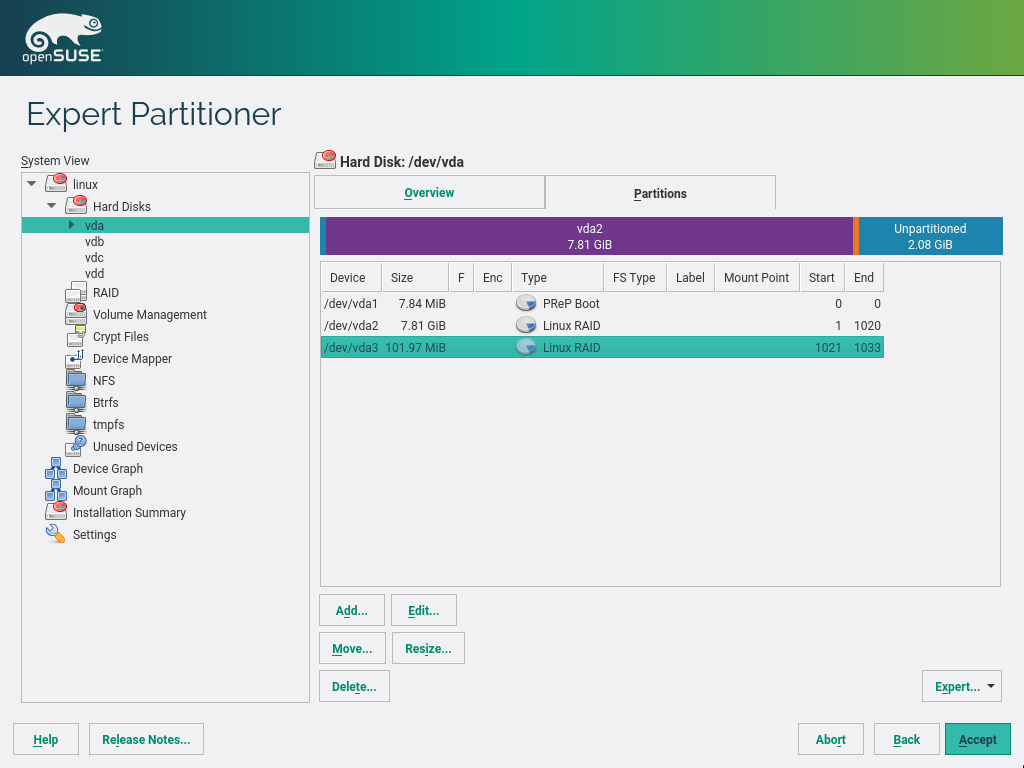 openSUSE
Expert Partitioner
System View
linux
Hard Disks
vda
vdb
vdc
vdd
RAID
Volume Management
Crypt Files
Device Mapper
NFS
Btrfs
tmpfs
Unused Devices
Device Graph
Mount Graph
Installation Summary
Settings
Hard Disk: /dev/vda
Overview Partitions
vda2 Unpartitioned
7.81 GiB 2.08 GiB
Device Size F Enc Type FS Type Label Mount Point Start End
/dev/vda1 7.84 MiB PReP Boot 0 0
/dev/vda2 7.81 GiB Linux RAID 1 1020
/dev/vda3 101.97 MiB Linux RAID 1021 1033
Add... Edit...
Move... Resize...
Delete... Expert...
Help Release Notes... Abort Back Accept